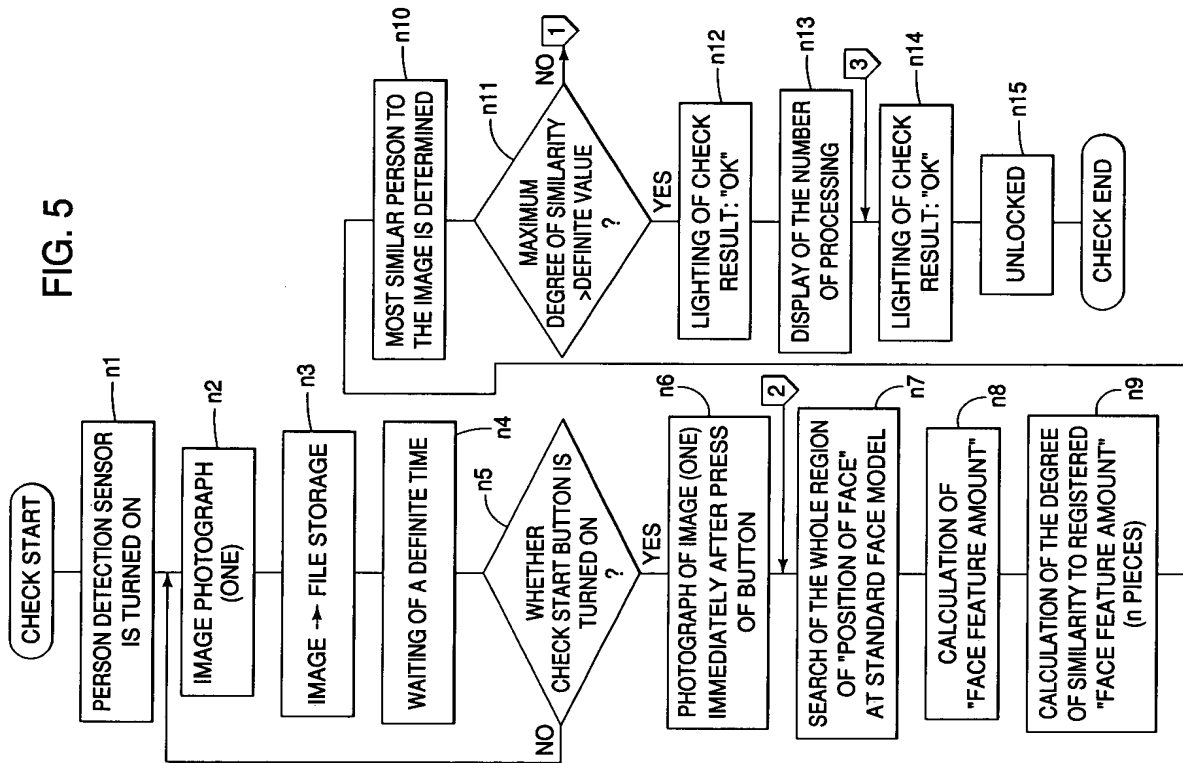 FIG. 5
CHECK START
PERSON DETECTION SENSOR
IS TURNED ON
n1
IMAGE PHOTOGRAPH
(ONE)
n2
IMAGE → FILE STORAGE
n3
WAITING OF A DEFINITE TIME
n4
WHETHER
CHECK START BUTTON IS
TURNED ON
?
n5
NO
YES
PHOTOGRAPH OF IMAGE (ONE)
IMMEDIATELY AFTER PRESS
OF BUTTON
n6
2
SEARCH OF THE WHOLE REGION
OF "POSITION OF FACE"
AT STANDARD FACE MODEL
n7
CALCULATION OF
"FACE FEATURE AMOUNT"
n8
CALCULATION OF THE DEGREE
OF SIMILARITY TO REGISTERED
"FACE FEATURE AMOUNT"
(n PIECES)
n9
MOST SIMILAR PERSON TO
THE IMAGE IS DETERMINED
n10
MAXIMUM
DEGREE OF SIMILARITY
>DEFINITE VALUE
?
n11
NO
1
YES
LIGHTING OF CHECK
RESULT: "OK"
n12
DISPLAY OF THE NUMBER
OF PROCESSING
n13
3
LIGHTING OF CHECK
RESULT: "OK"
n14
UNLOCKED
n15
CHECK END